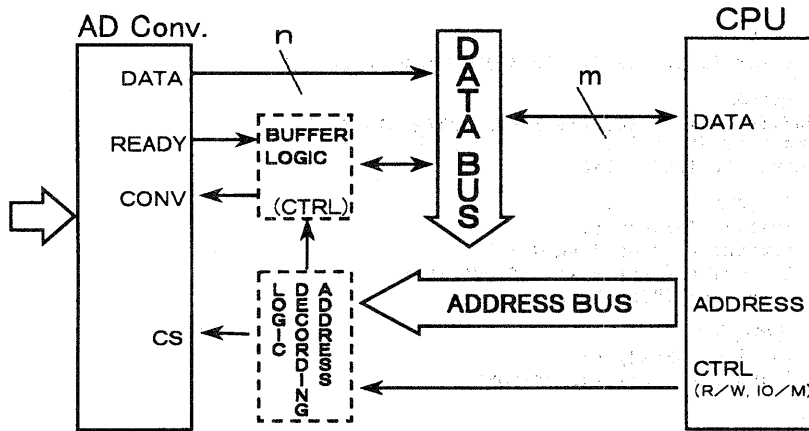 AD Conv.
CPU
n
DATA
DATA BUS
m
DATA
READY
BUFFER
LOGIC
CONV
(CTRL)
ADDRESS BUS
ADDRESS
ADDRESS
DECORDING
LOGIC
CS
CTRL
(R/W, IO/M)